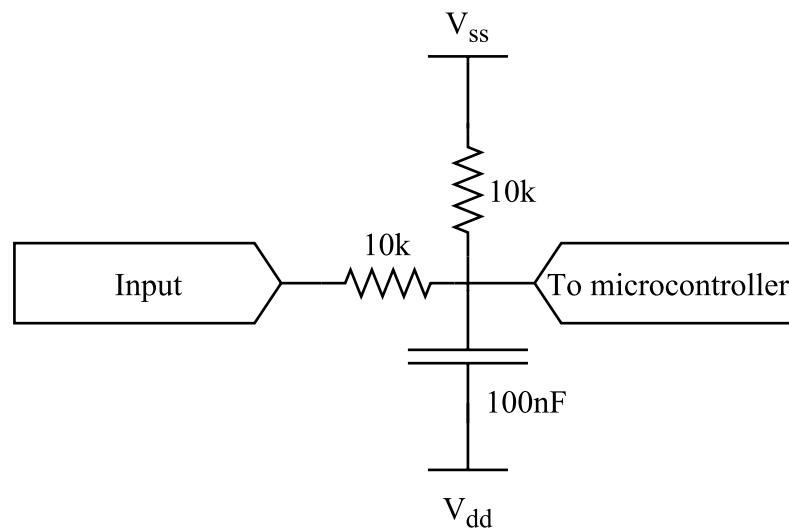 V_ss
10k
10k
Input
To microcontroller
100nF
V_dd